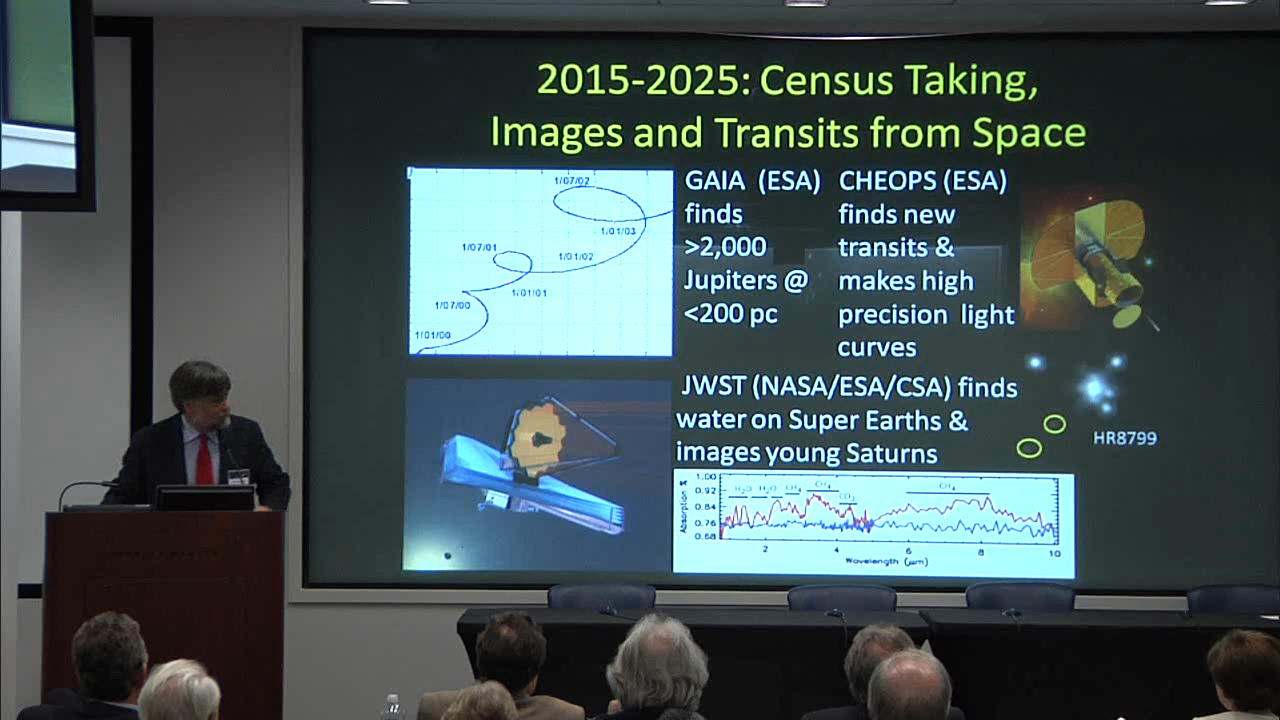 2015-2025: Census Taking,
Images and Transits from Space
1/07/02
1/01/03
1/07/01
1/01/02
1/01/01
1/07/00
1/01/00
GAIA (ESA)
finds
>2,000
Jupiters @
<200 pc
CHEOPS (ESA)
finds new
transits &
makes high
precision light
curves
JWST (NASA/ESA/CSA) finds
water on Super Earths &
images young Saturns
HR8799
Absorption %
1.00
0.92
0.84
0.76
0.68
H₂O H₂O CH₄ CH₄ CO₂ CH₄
2 4 6 8 10
Wavelength (μm)